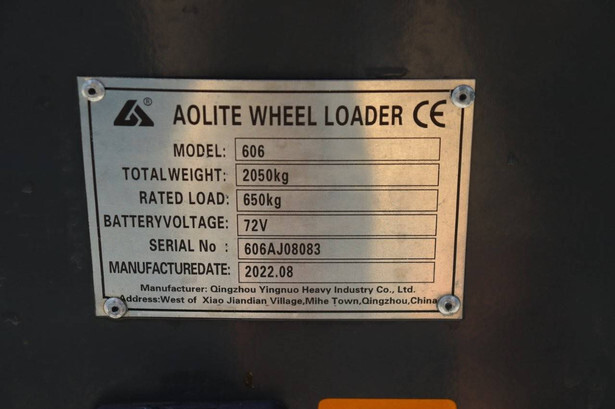 ® AOLITE WHEEL LOADER CE
MODEL: 606
TOTALWEIGHT: 2050kg
RATED LOAD: 650kg
BATTERYVOLTAGE: 72V
SERIAL No : 606AJ08083
MANUFACTUREDATE: 2022.08
Manufacturer: Qingzhou Yingnuo Heavy Industry Co., Ltd.
Address:West of Xiao Jiandian Village,Mihe Town,Qingzhou,China